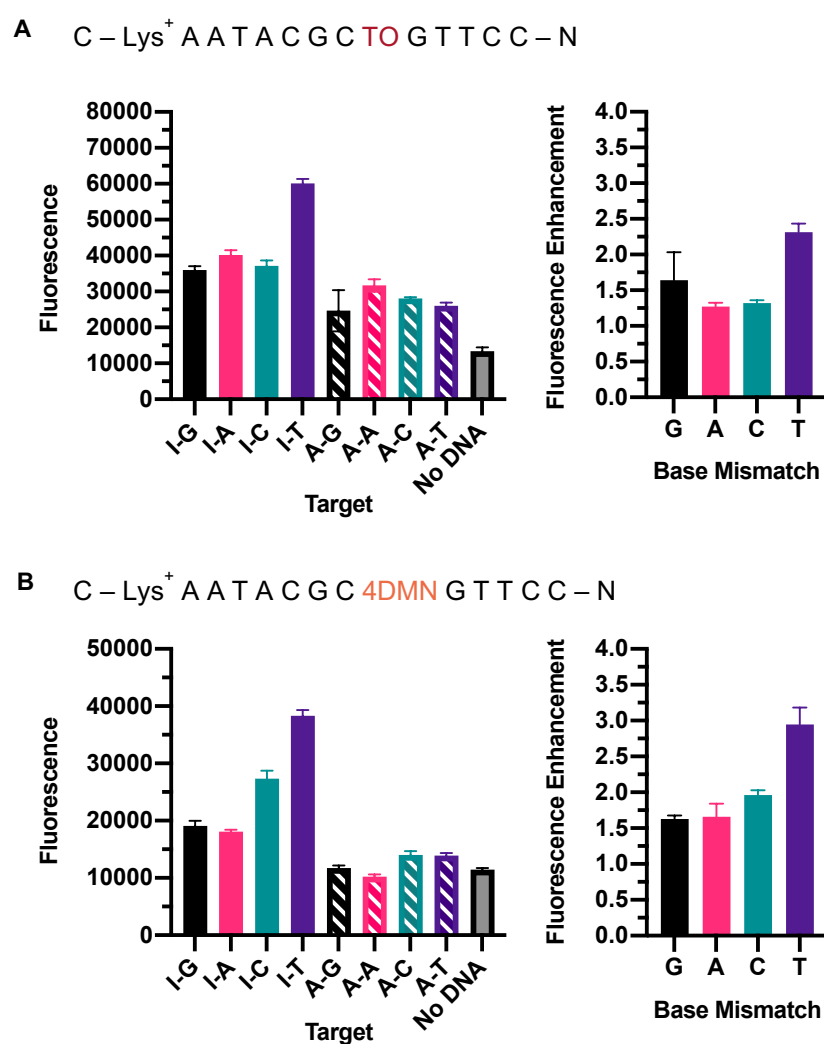 A
C – Lys+ A A T A C G C TO G T T C C – N
80000
70000
60000
50000
40000
30000
20000
10000
0
Fluorescence
I-G
I-A
I-C
I-T
A-G
A-A
A-C
A-T
No DNA
Target
4.0
3.5
3.0
2.5
2.0
1.5
1.0
0.5
0.0
Fluorescence Enhancement
G A C T
Base Mismatch
B
C – Lys+ A A T A C G C 4DMN G T T C C – N
50000
40000
30000
20000
10000
0
Fluorescence
I-G
I-A
I-C
I-T
A-G
A-A
A-C
A-T
No DNA
Target
4.0
3.5
3.0
2.5
2.0
1.5
1.0
0.5
0.0
Fluorescence Enhancement
G A C T
Base Mismatch